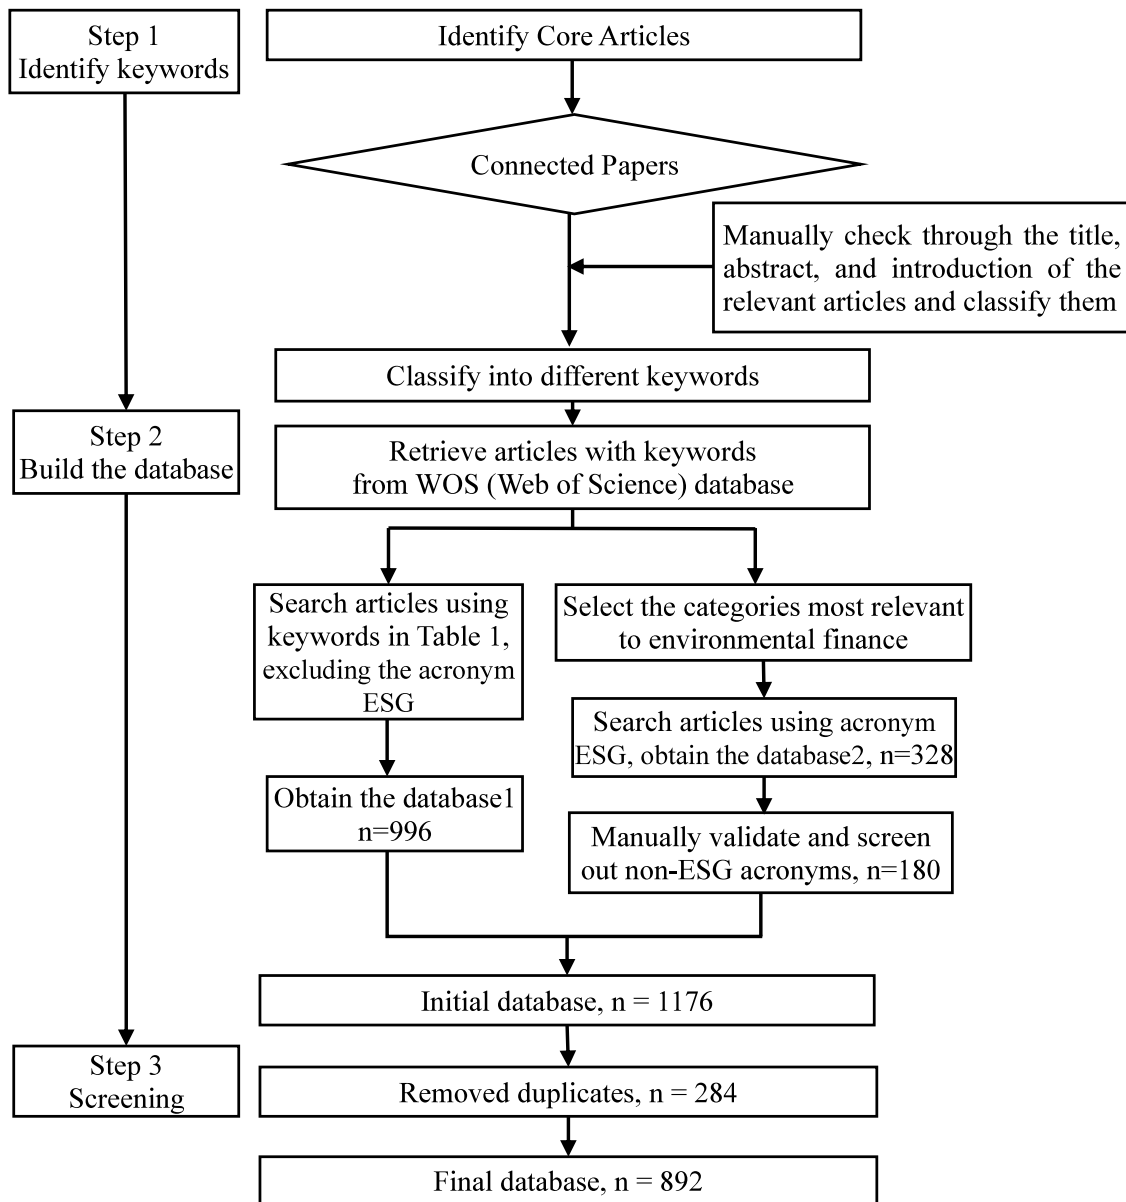 Step 1
Identify keywords
Identify Core Articles
Connected Papers
Manually check through the title,
abstract, and introduction of the
relevant articles and classify them
Classify into different keywords
Step 2
Build the database
Retrieve articles with keywords
from WOS (Web of Science) database
Search articles using
keywords in Table 1,
excluding the acronym
ESG
Select the categories most relevant
to environmental finance
Search articles using acronym
ESG, obtain the database2, n=328
Obtain the database1
n=996
Manually validate and screen
out non-ESG acronyms, n=180
Initial database, n = 1176
Step 3
Screening
Removed duplicates, n = 284
Final database, n = 892